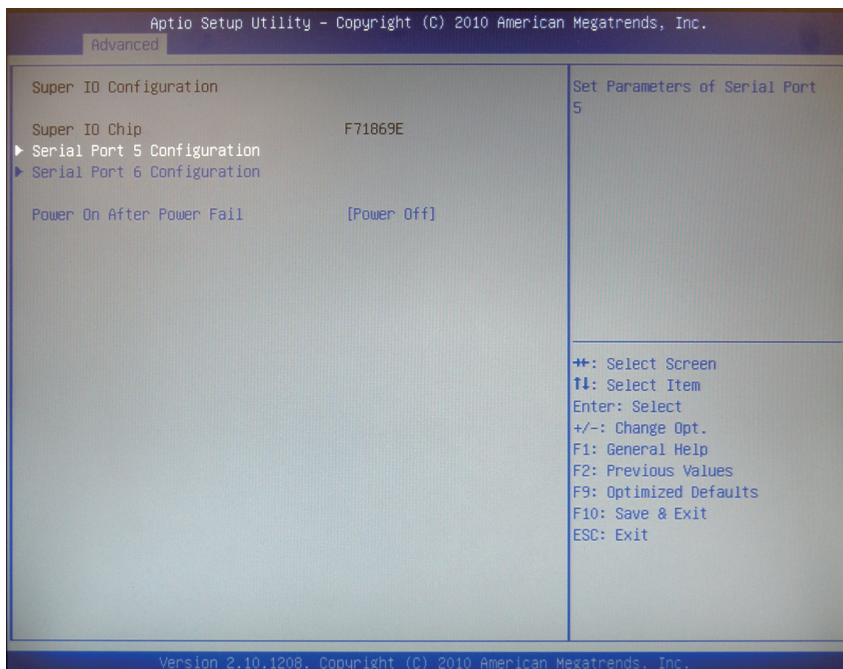 Aptio Setup Utility – Copyright (C) 2010 American Megatrends, Inc.
Advanced
Super IO Configuration
Super IO Chip F71869E
Serial Port 5 Configuration
Serial Port 6 Configuration
Power On After Power Fail [Power Off]
Set Parameters of Serial Port
5
→←: Select Screen
↑↓: Select Item
Enter: Select
+/-: Change Opt.
F1: General Help
F2: Previous Values
F9: Optimized Defaults
F10: Save & Exit
ESC: Exit
Version 2.10.1208. Copyright (C) 2010 American Megatrends, Inc.